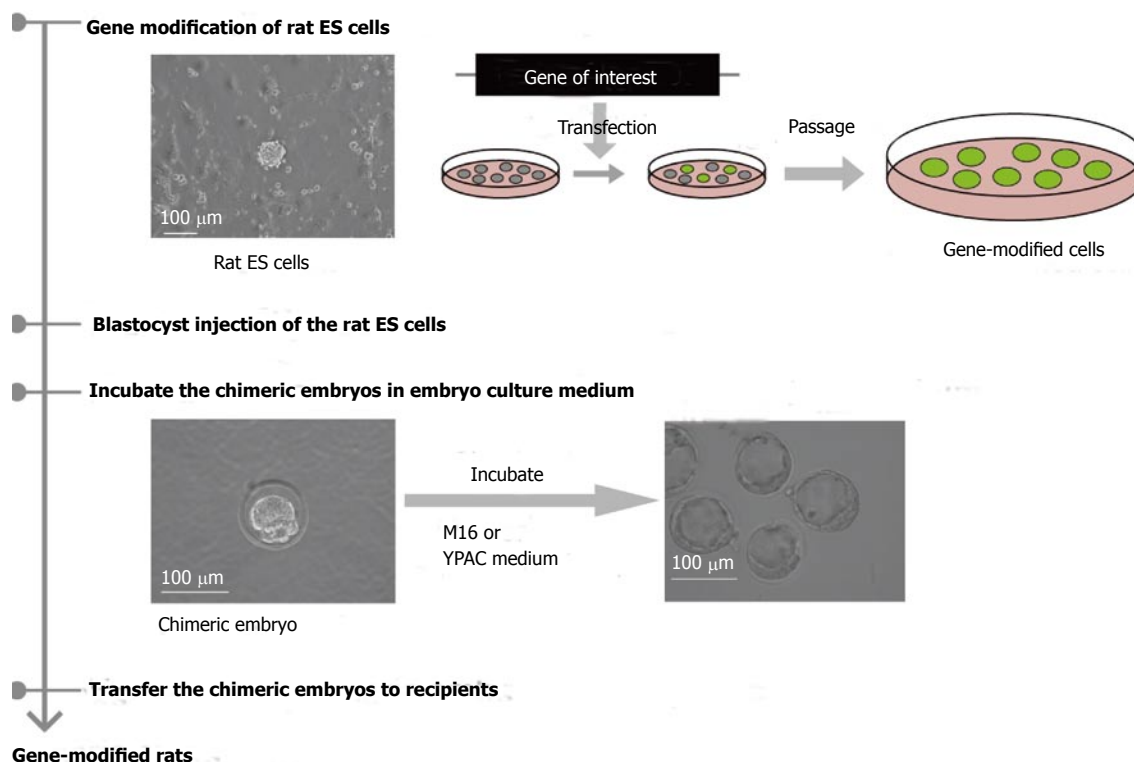 Gene modification of rat ES cells
Gene of interest
Transfection
Passage
100 μm
Rat ES cells
Gene-modified cells
Blastocyst injection of the rat ES cells
Incubate the chimeric embryos in embryo culture medium
Incubate
M16 or
YPAC medium
100 μm
100 μm
Chimeric embryo
Transfer the chimeric embryos to recipients
Gene-modified rats